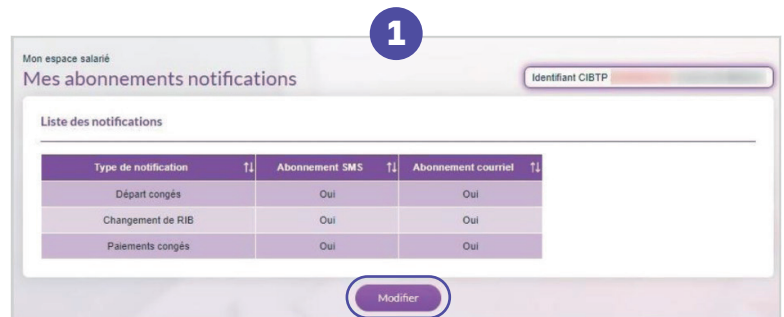 1
Mon espace salarié
Mes abonnements notifications
Identifiant CIBTP
Liste des notifications
Type de notification Abonnement SMS Abonnement courriel
Départ congés Oui Oui
Changement de RIB Oui Oui
Paiements congés Oui Oui
Modifier